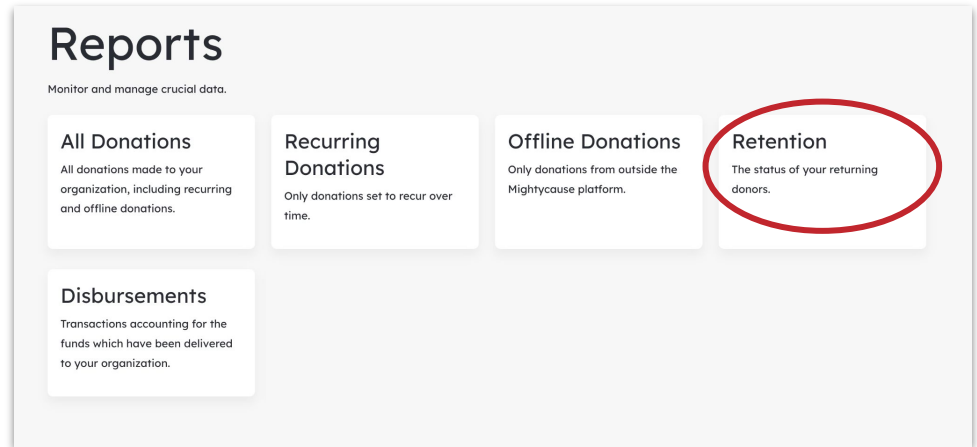 Reports
Monitor and manage crucial data.
All Donations
All donations made to your
organization, including recurring
and offline donations.
Recurring
Donations
Only donations set to recur over
time.
Offline Donations
Only donations from outside the
Mightycause platform.
Retention
The status of your returning
donors.
Disbursements
Transactions accounting for the
funds which have been delivered
to your organization.